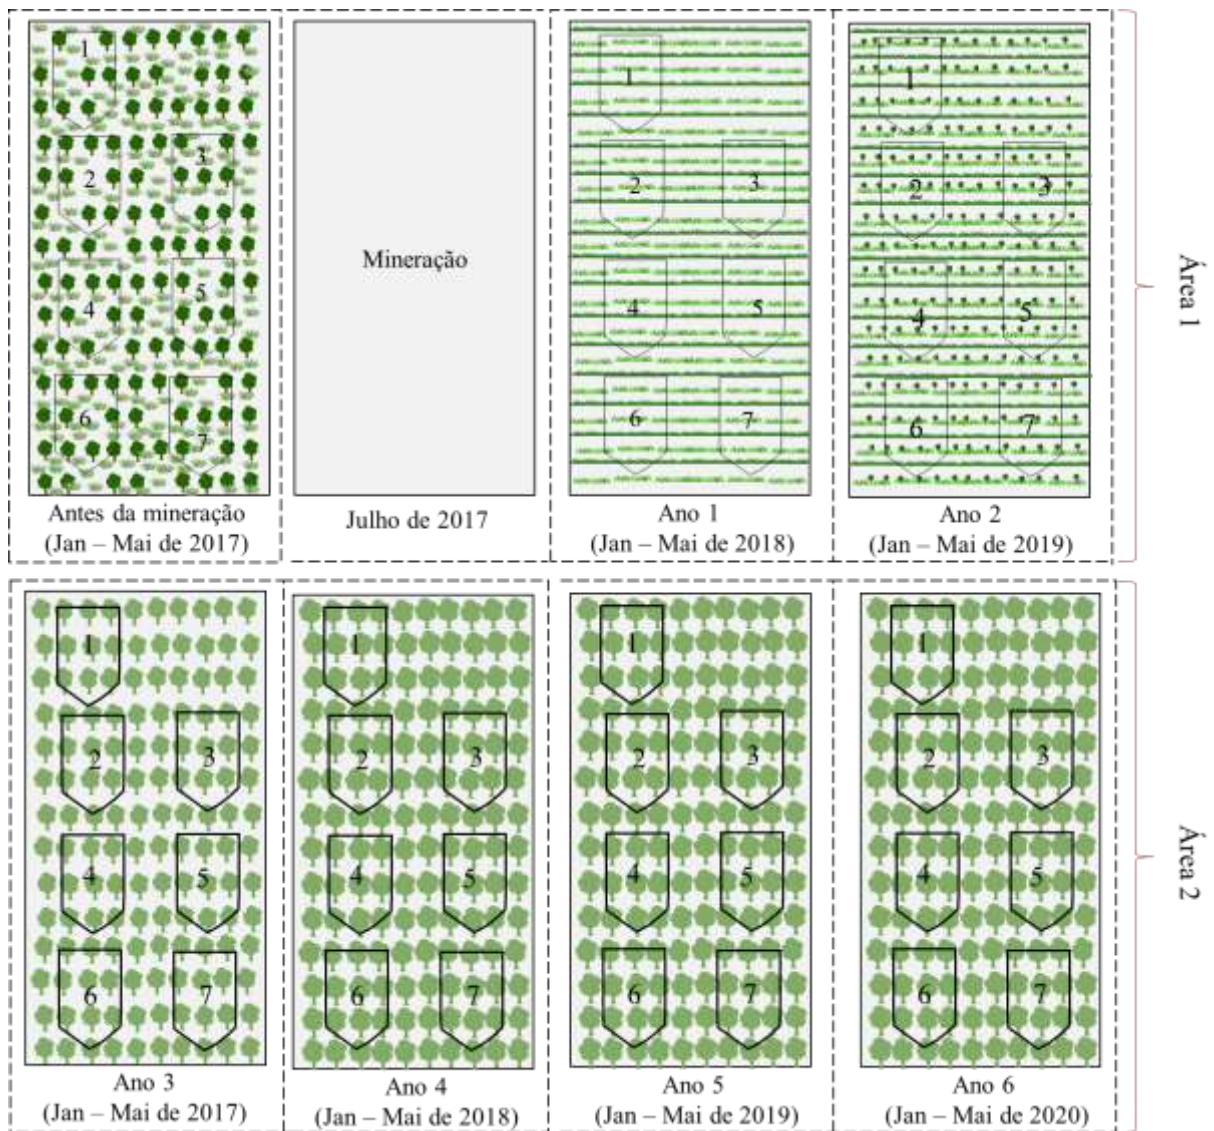 1
2
3
4
5
6
7
Antes da mineração
(Jan – Mai de 2017)
Mineração
Julho de 2017
1
2
3
4
5
6
7
Ano 1
(Jan – Mai de 2018)
1
2
3
4
5
6
7
Ano 2
(Jan – Mai de 2019)
Área 1
1
2
3
4
5
6
7
Ano 3
(Jan – Mai de 2017)
1
2
3
4
5
6
7
Ano 4
(Jan – Mai de 2018)
1
2
3
4
5
6
7
Ano 5
(Jan – Mai de 2019)
1
2
3
4
5
6
7
Ano 6
(Jan – Mai de 2020)
Área 2